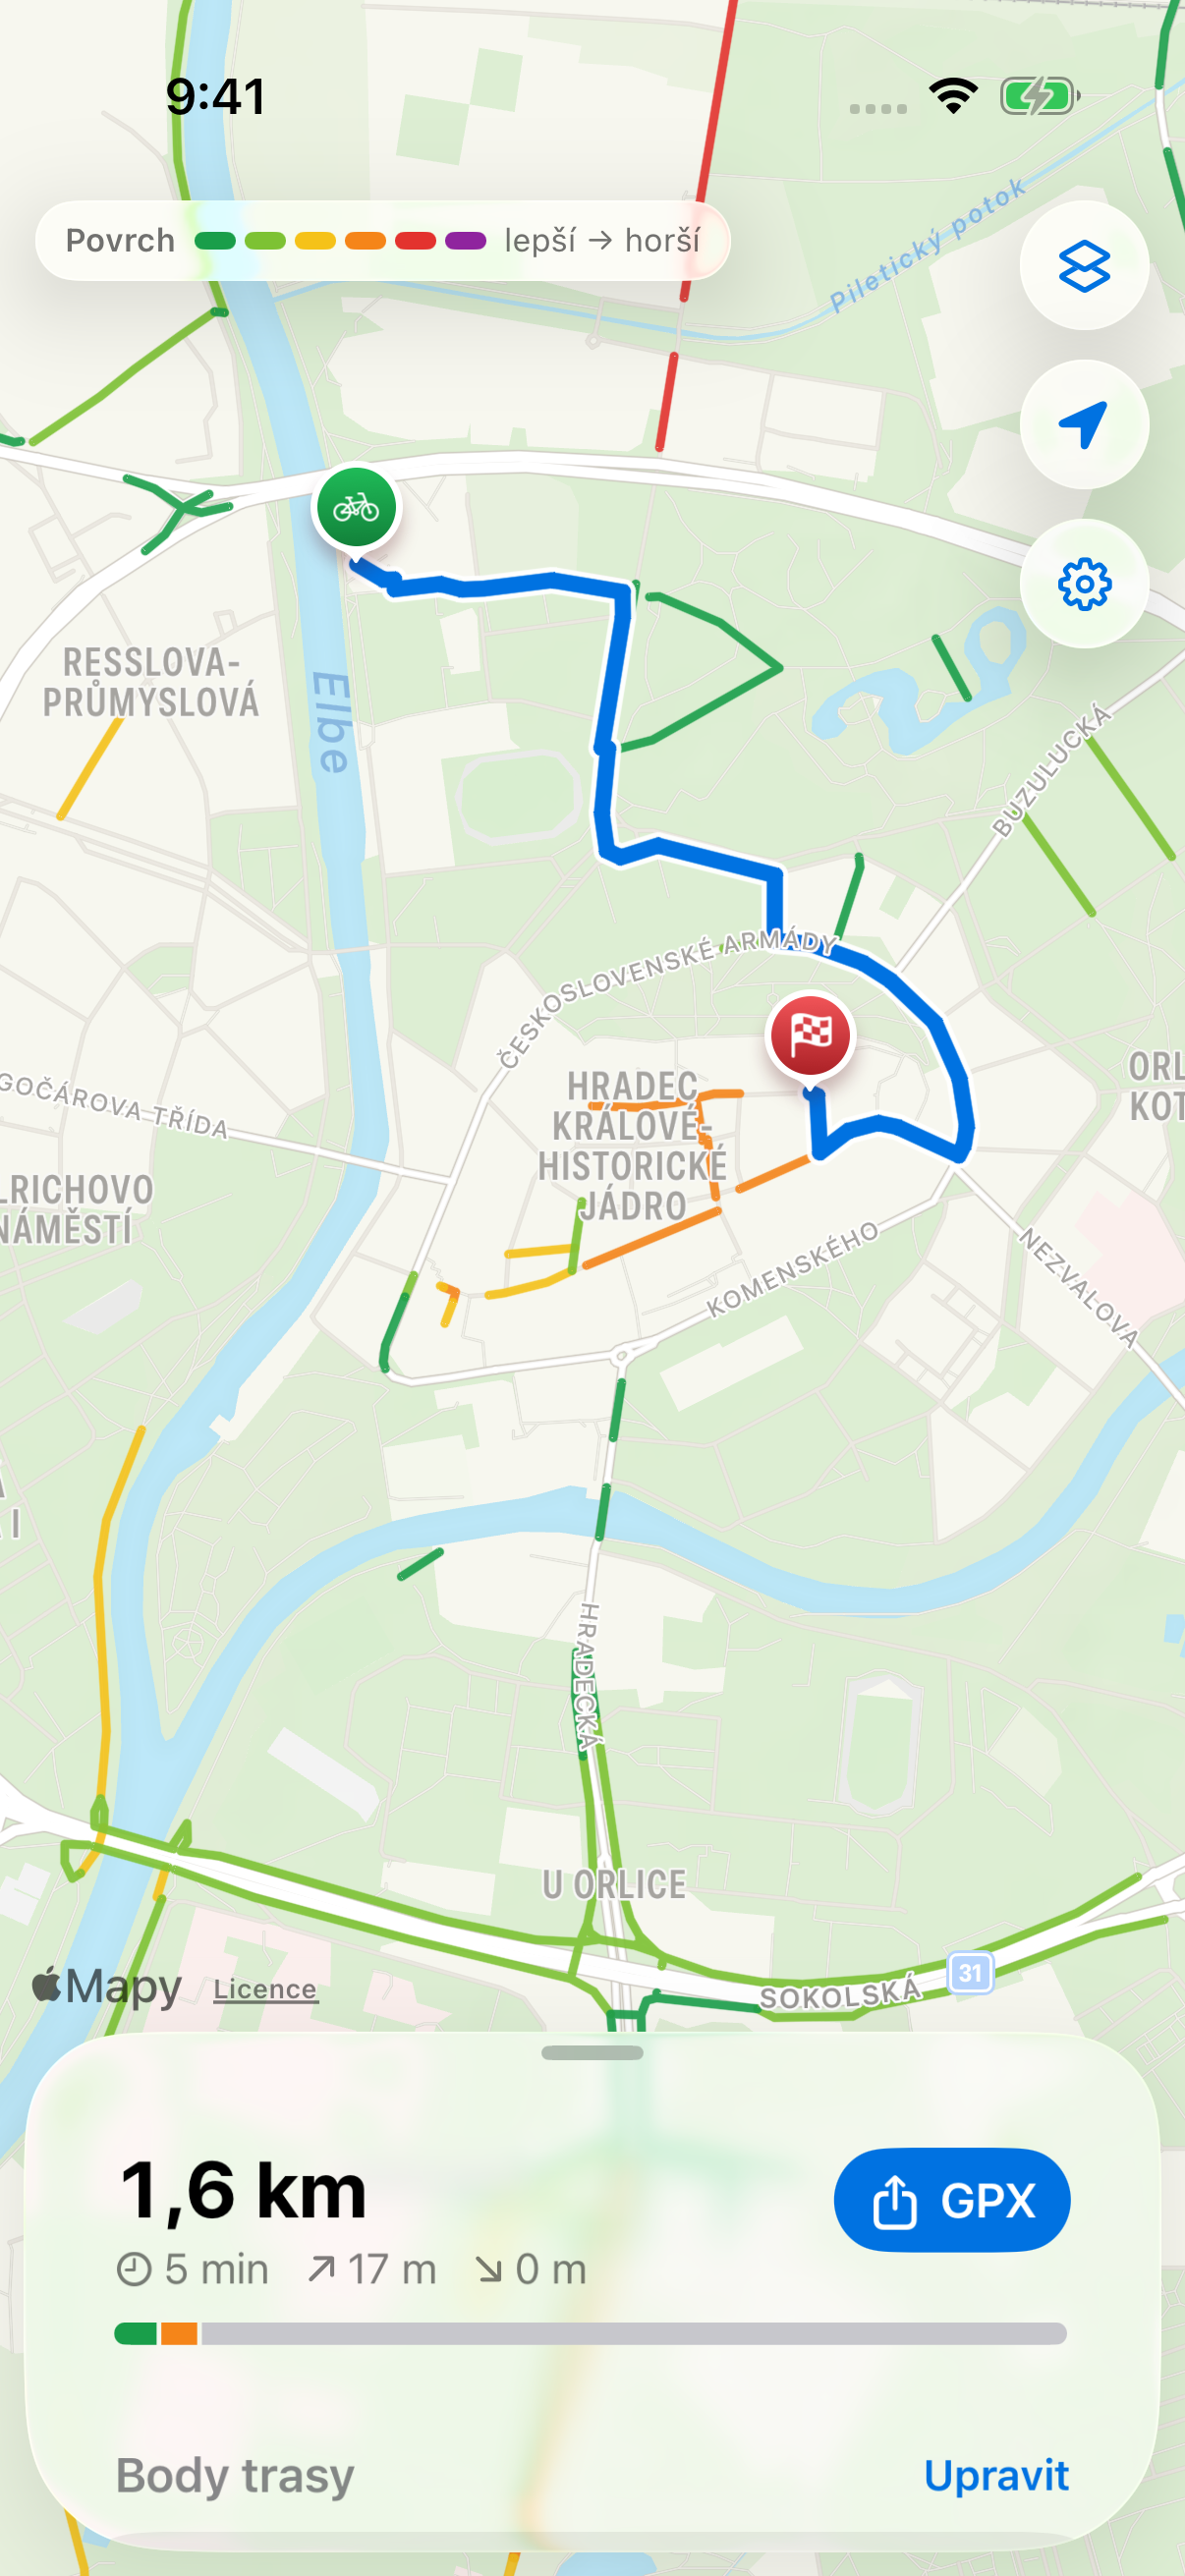 9:41
Povrch lepší → horší
Piletický potok
RESSLOVA-
PRŮMYSLOVÁ
Elbe
BUZULUCKÁ
ČESKOSLOVENSKÉ ARMÁDY
GOČÁROVA TŘÍDA
HRADEC
KRÁLOVÉ-
HISTORICKÉ
JÁDRO
ORL
KOT
LRICHOVO
NÁMĚSTÍ
KOMENSKÉHO
NEZVALOVA
HRADECKÁ
U ORLICE
31
SOKOLSKÁ
Mapy Licence
1,6 km
GPX
5 min 17 m 0 m
Body trasy
Upravit